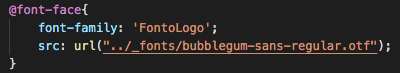 @font-face{
    font-family: 'FontoLogo';
    src: url("../_fonts/bubblegum-sans-regular.otf");
}